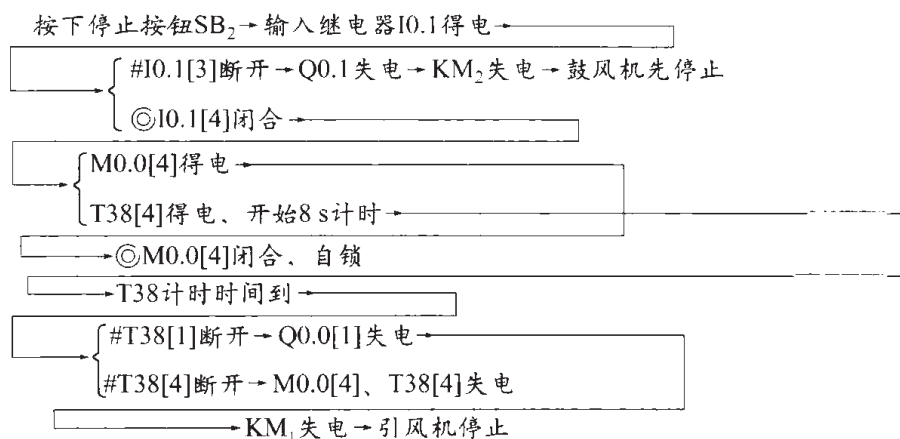 按下停止按钮SB₂→输入继电器I0.1得电→
#I0.1[3]断开→Q0.1失电→KM₂失电→鼓风机先停止
◎I0.1[4]闭合→
M0.0[4]得电→
T38[4]得电、开始8 s计时→
→◎M0.0[4]闭合、自锁
→T38计时时间到→
#T38[1]断开→Q0.0[1]失电→
#T38[4]断开→M0.0[4]、T38[4]失电
→KM₁失电→引风机停止